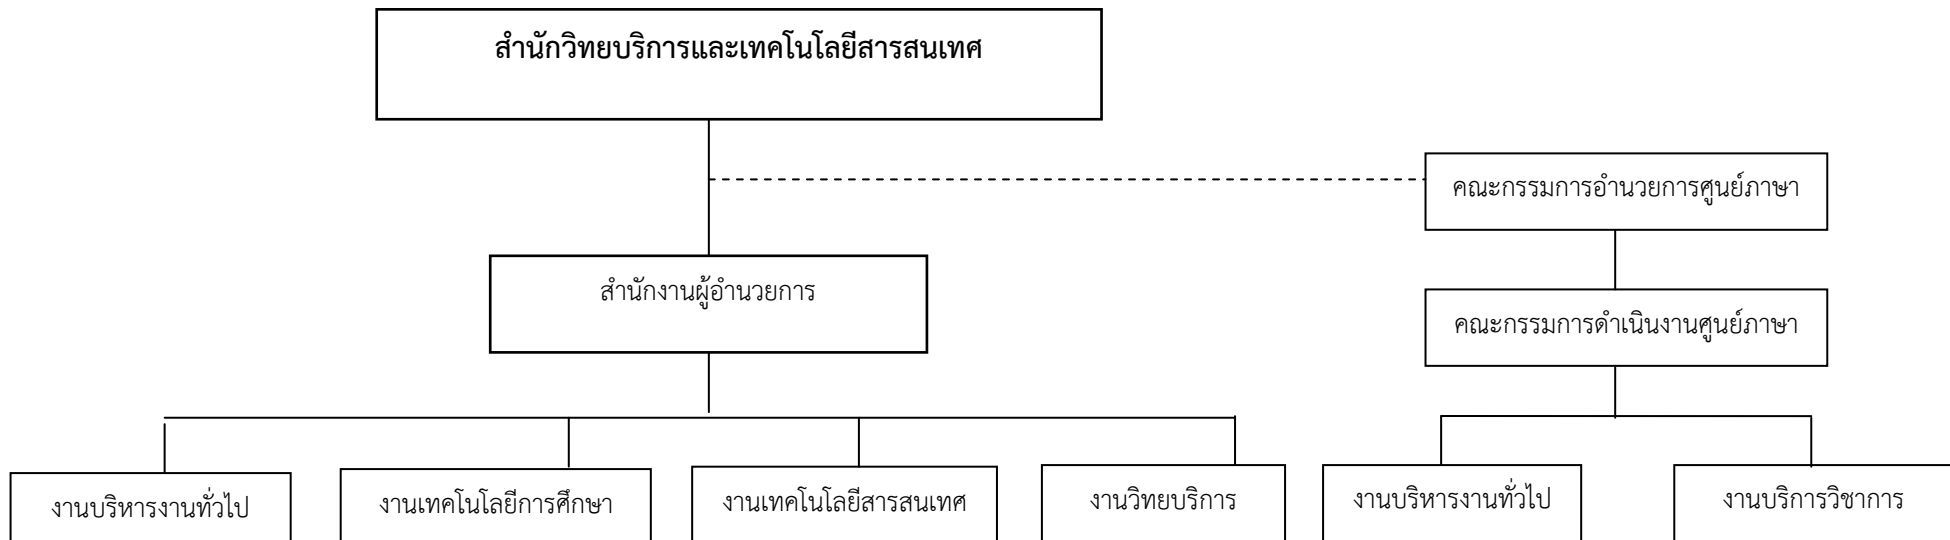 สำนักวิทยบริการและเทคโนโลยีสารสนเทศ
คณะกรรมการอำนวยการศูนย์ภาษา
สำนักงานผู้อำนวยการ
คณะกรรมการดำเนินงานศูนย์ภาษา
งานบริหารงานทั่วไป
งานเทคโนโลยีการศึกษา
งานเทคโนโลยีสารสนเทศ
งานวิทยบริการ
งานบริหารงานทั่วไป
งานบริการวิชาการ